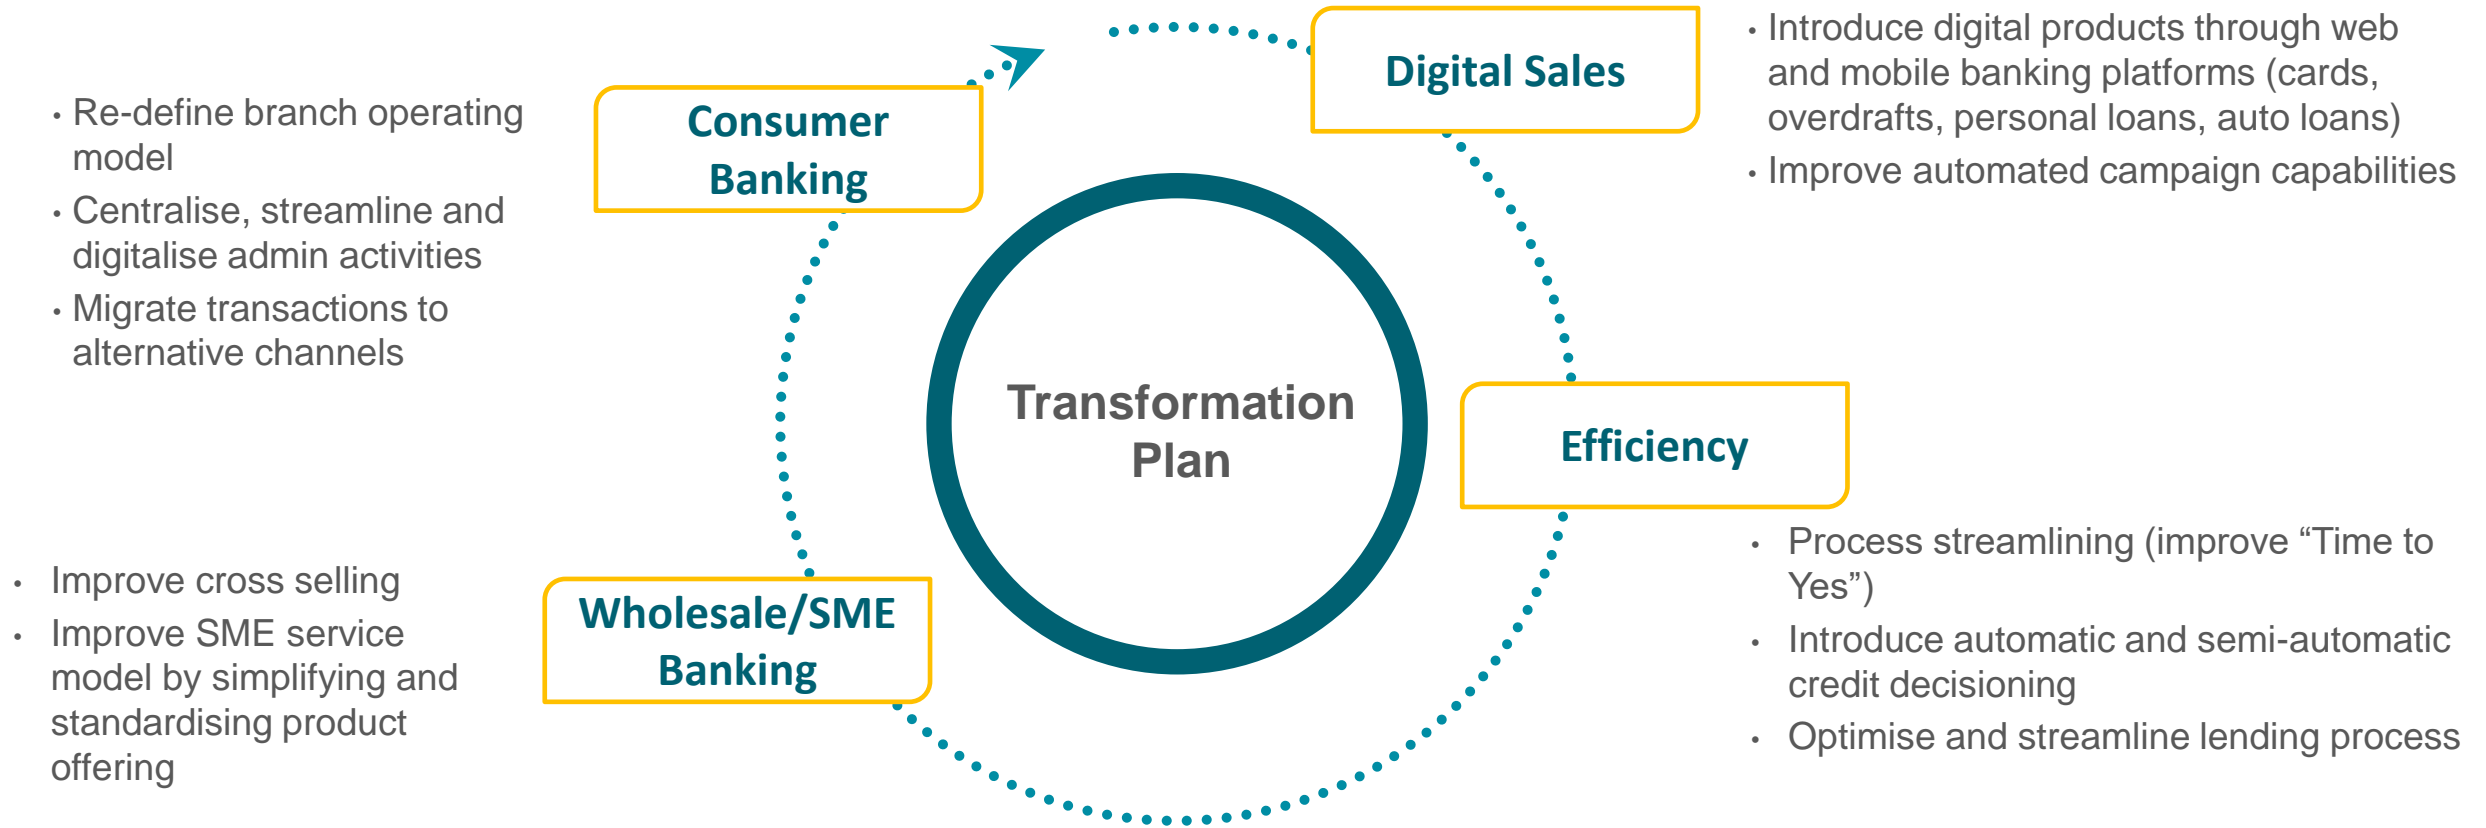 Digital Sales
• Introduce digital products through web
and mobile banking platforms (cards,
overdrafts, personal loans, auto loans)
• Improve automated campaign capabilities
Consumer
Banking
• Re-define branch operating
model
• Centralise, streamline and
digitalise admin activities
• Migrate transactions to
alternative channels
Transformation
Plan
Efficiency
• Process streamlining (improve “Time to
Yes”)
• Introduce automatic and semi-automatic
credit decisioning
• Optimise and streamline lending process
Wholesale/SME
Banking
• Improve cross selling
• Improve SME service
model by simplifying and
standardising product
offering